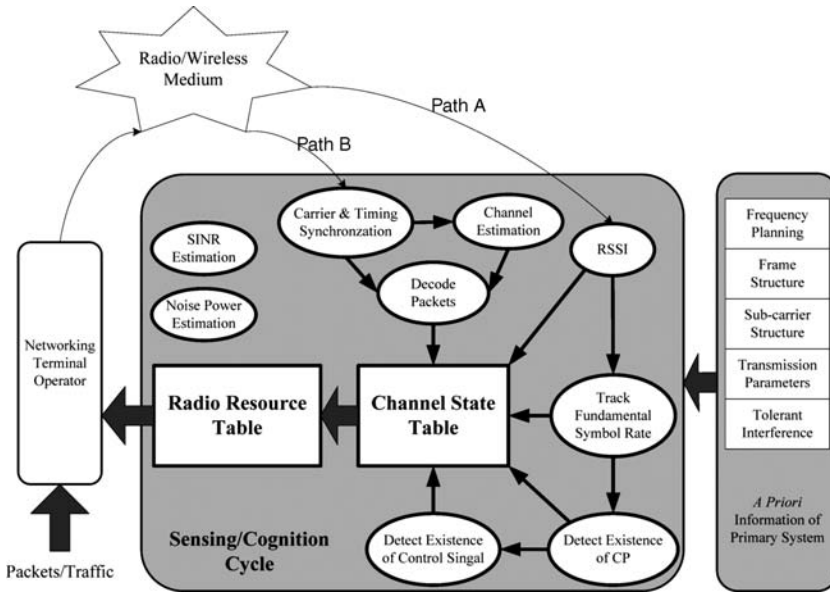 Radio/Wireless
Medium
Path A
Path B
Carrier & Timing
Synchronzation
Channel
Estimation
SINR
Estimation
RSSI
Noise Power
Estimation
Decode
Packets
Networking
Terminal
Operator
Radio Resource
Table
Channel State
Table
Track
Fundamental
Symbol Rate
Detect Existence
of Control Singal
Detect Existence
of CP
Sensing/Cognition
Cycle
Packets/Traffic
Frequency
Planning
Frame
Structure
Sub-carrier
Structure
Transmission
Parameters
Tolerant
Interference
A Priori
Information of
Primary System